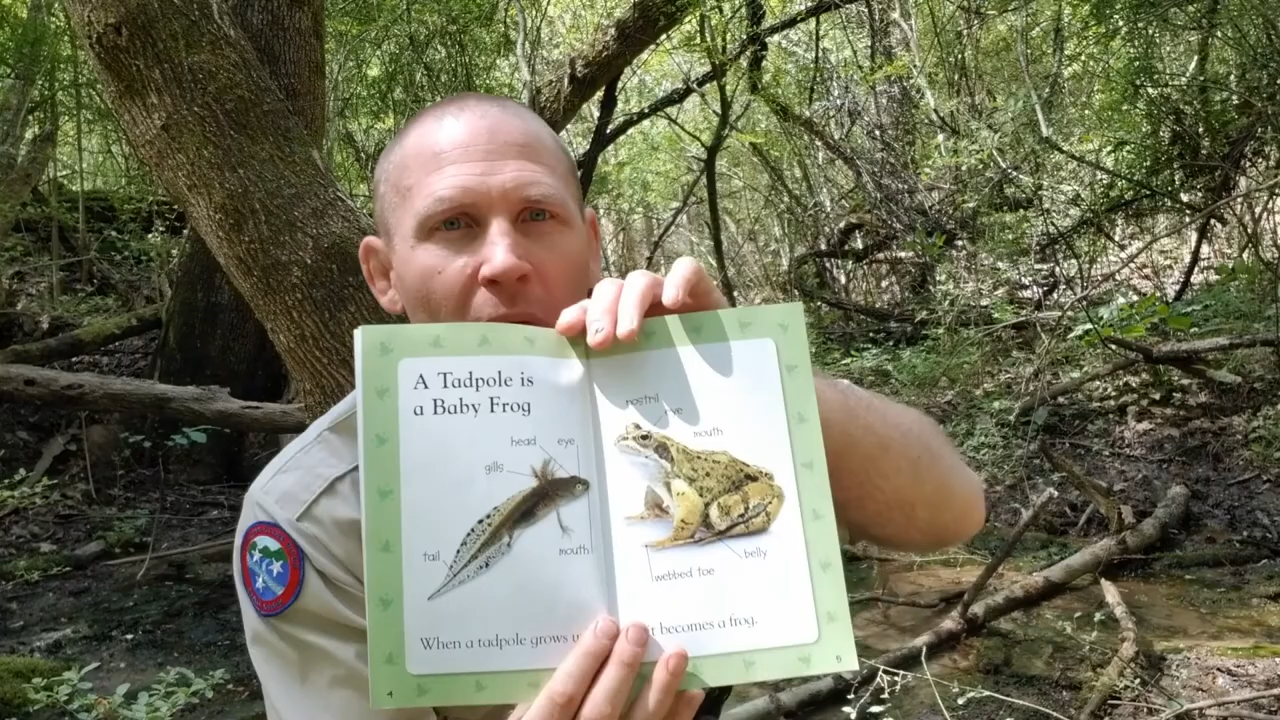 A Tadpole is
a Baby Frog
head eye
gills
tail
mouth
When a tadpole grows
4
nostril
eye
mouth
belly
webbed toe
it becomes a frog.
5